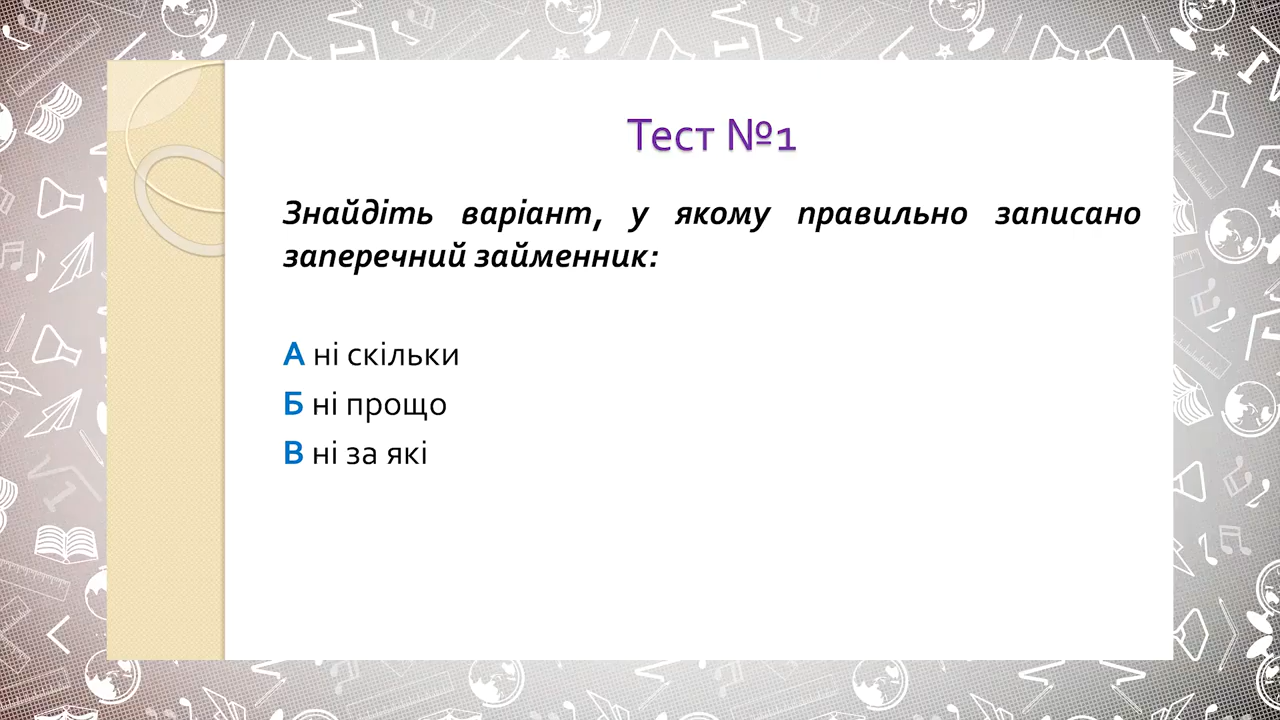 Тест №1
Знайдіть варіант, у якому правильно записано
заперечний займенник:
А ні скільки
Б ні прощо
В ні за які